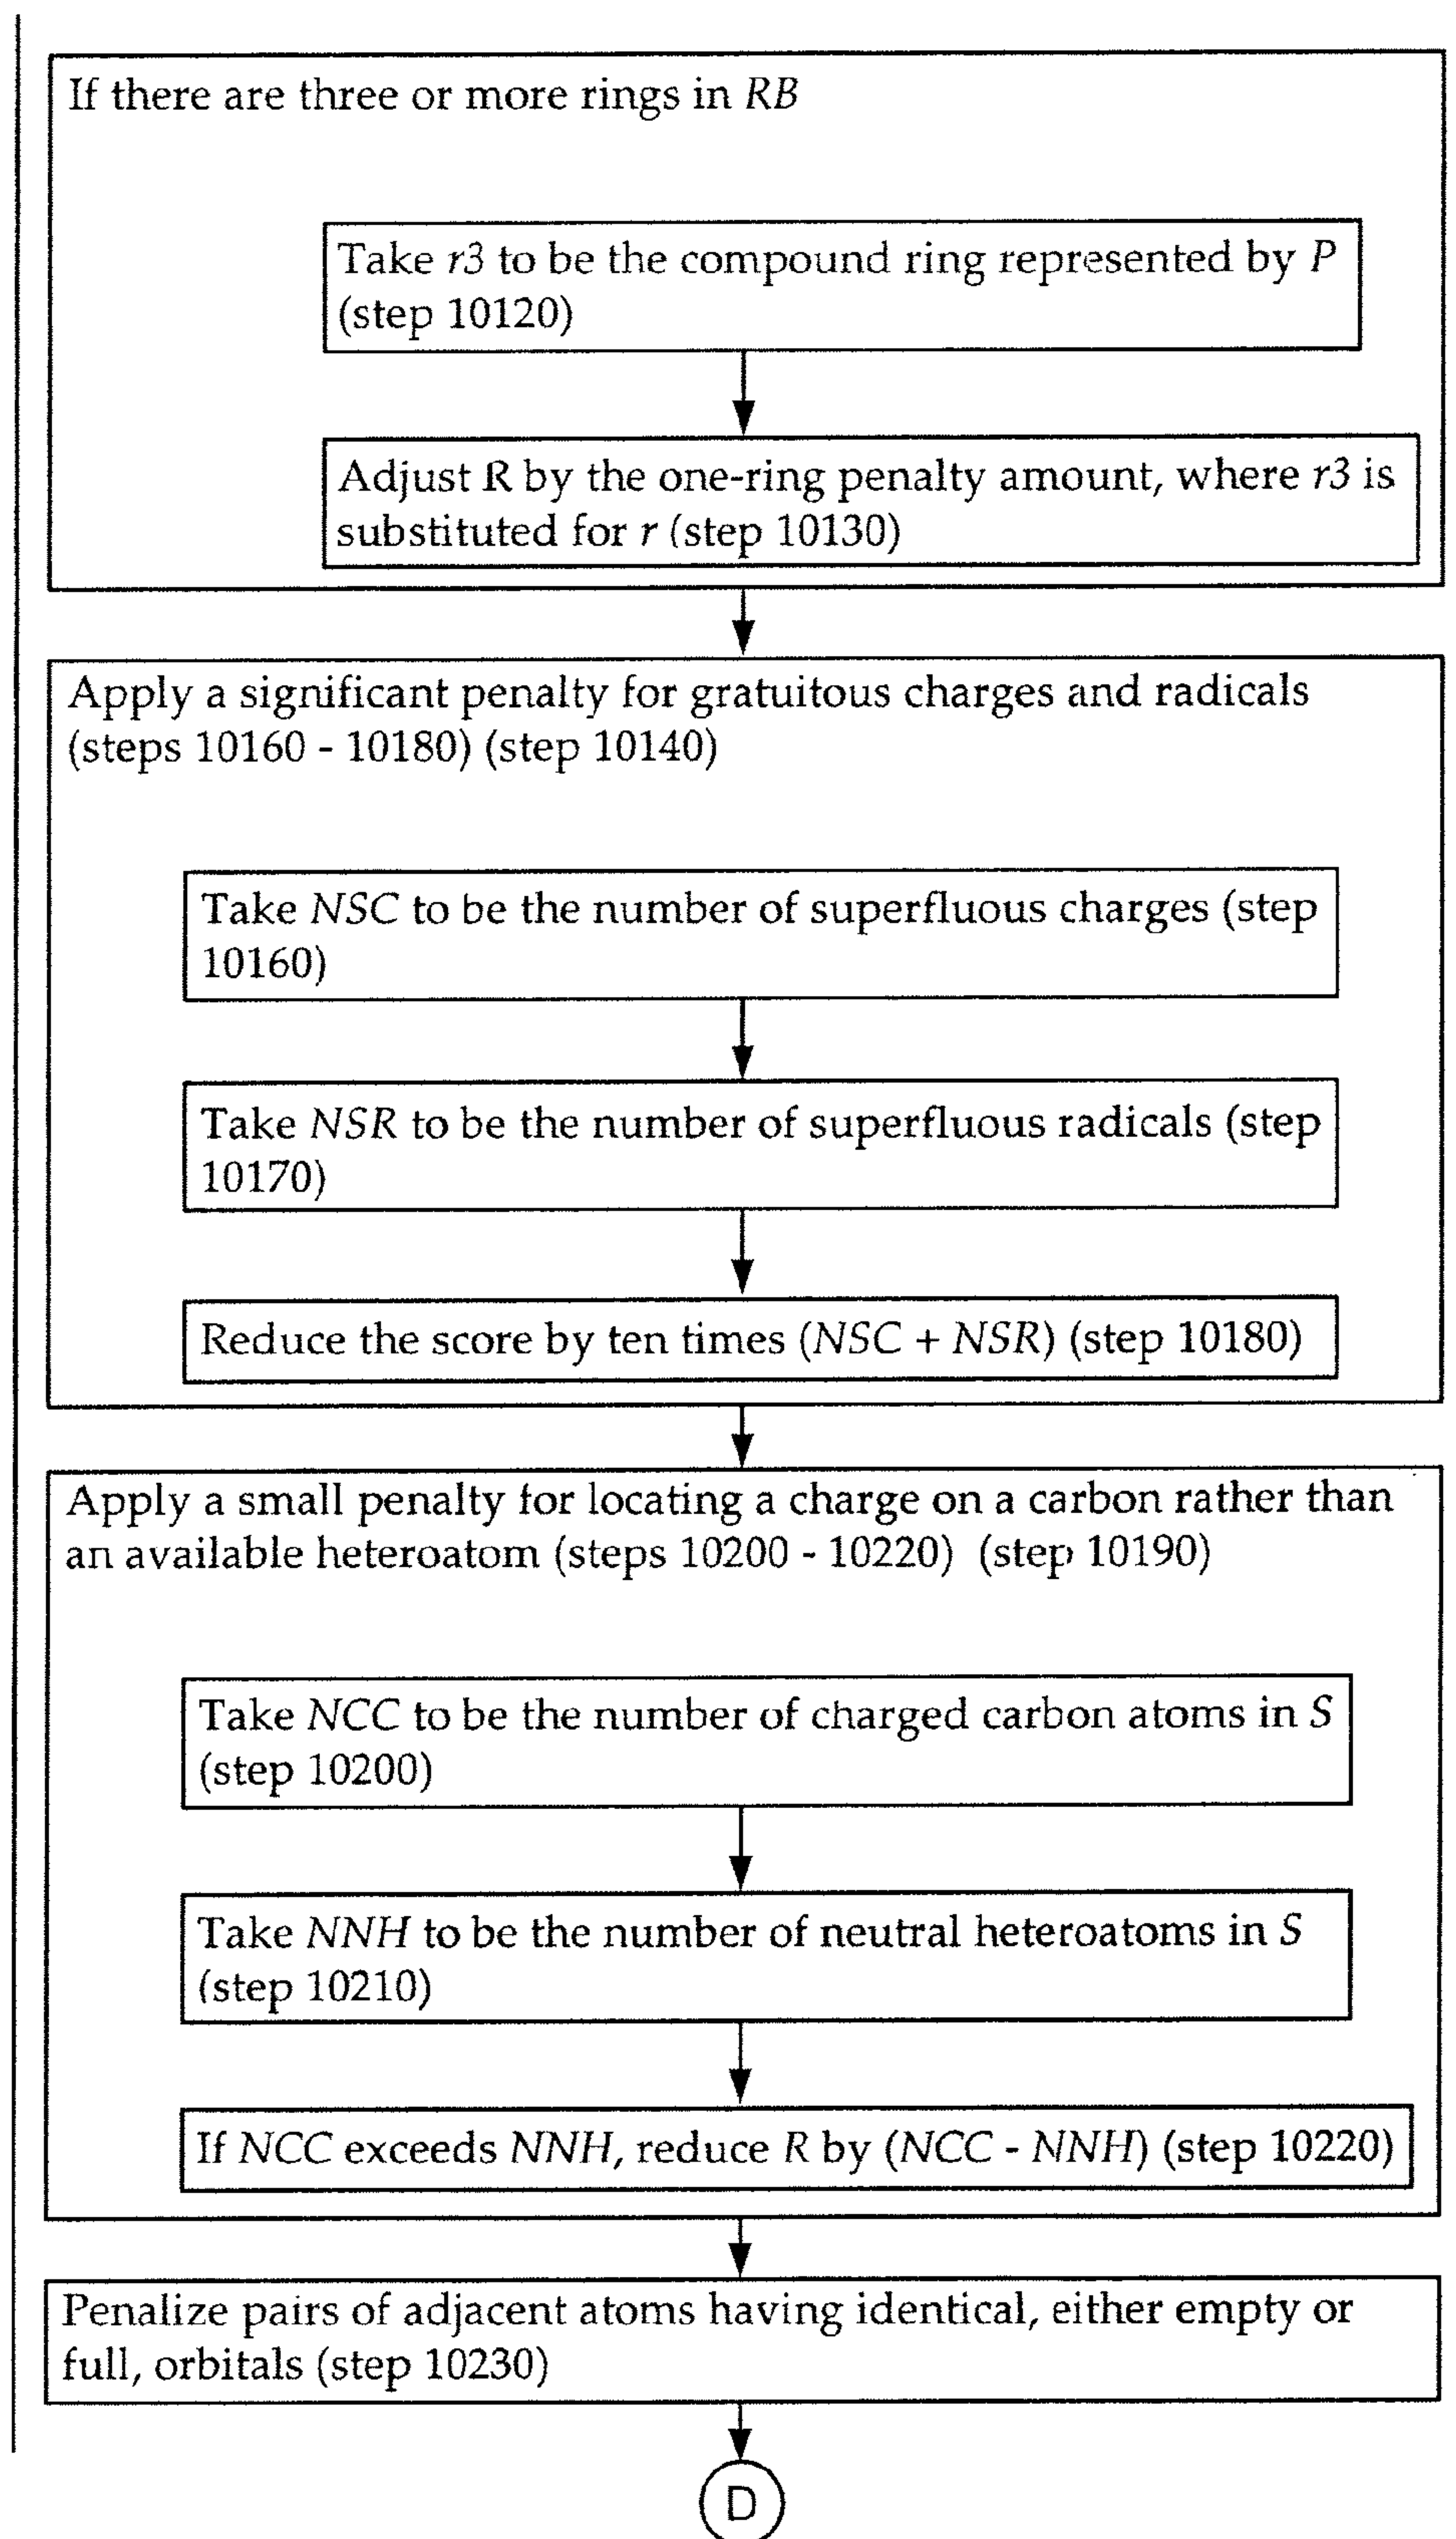 If there are three or more rings in RB
Take r3 to be the compound ring represented by P
(step 10120)
Adjust R by the one-ring penalty amount, where r3 is
substituted for r (step 10130)
Apply a significant penalty for gratuitous charges and radicals
(steps 10160 - 10180) (step 10140)
Take NSC to be the number of superfluous charges (step
10160)
Take NSR to be the number of superfluous radicals (step
10170)
Reduce the score by ten times (NSC + NSR) (step 10180)
Apply a small penalty for locating a charge on a carbon rather than
an available heteroatom (steps 10200 - 10220) (step 10190)
Take NCC to be the number of charged carbon atoms in S
(step 10200)
Take NNH to be the number of neutral heteroatoms in S
(step 10210)
If NCC exceeds NNH, reduce R by (NCC - NNH) (step 10220)
Penalize pairs of adjacent atoms having identical, either empty or
full, orbitals (step 10230)
D